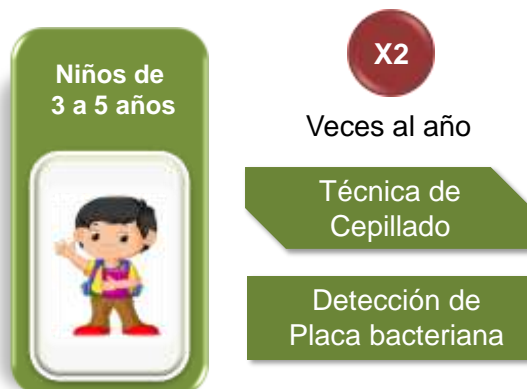 Niños de
3 a 5 años
X2
Veces al año
Técnica de
Cepillado
Detección de
Placa bacteriana